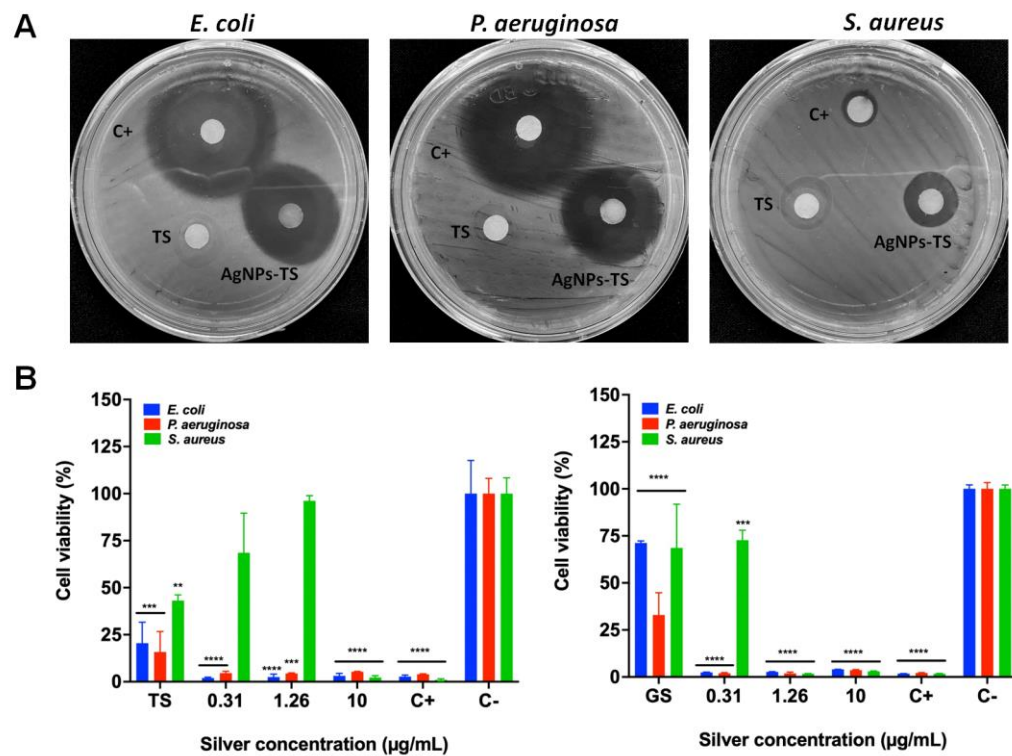 A
E. coli
P. aeruginosa
S. aureus
C+
TS
AgNPs-TS
C+
TS
AgNPs-TS
C+
TS
AgNPs-TS
B
150
125
100
75
50
25
0
Cell viability (%)
E. coli
P. aeruginosa
S. aureus
***
**
****
****
***
****
****
TS 0.31 1.26 10 C+ C-
Silver concentration (µg/mL)
150
125
100
75
50
25
0
Cell viability (%)
E. coli
P. aeruginosa
S. aureus
****
****
***
****
****
****
GS 0.31 1.26 10 C+ C-
Silver concentration (µg/mL)